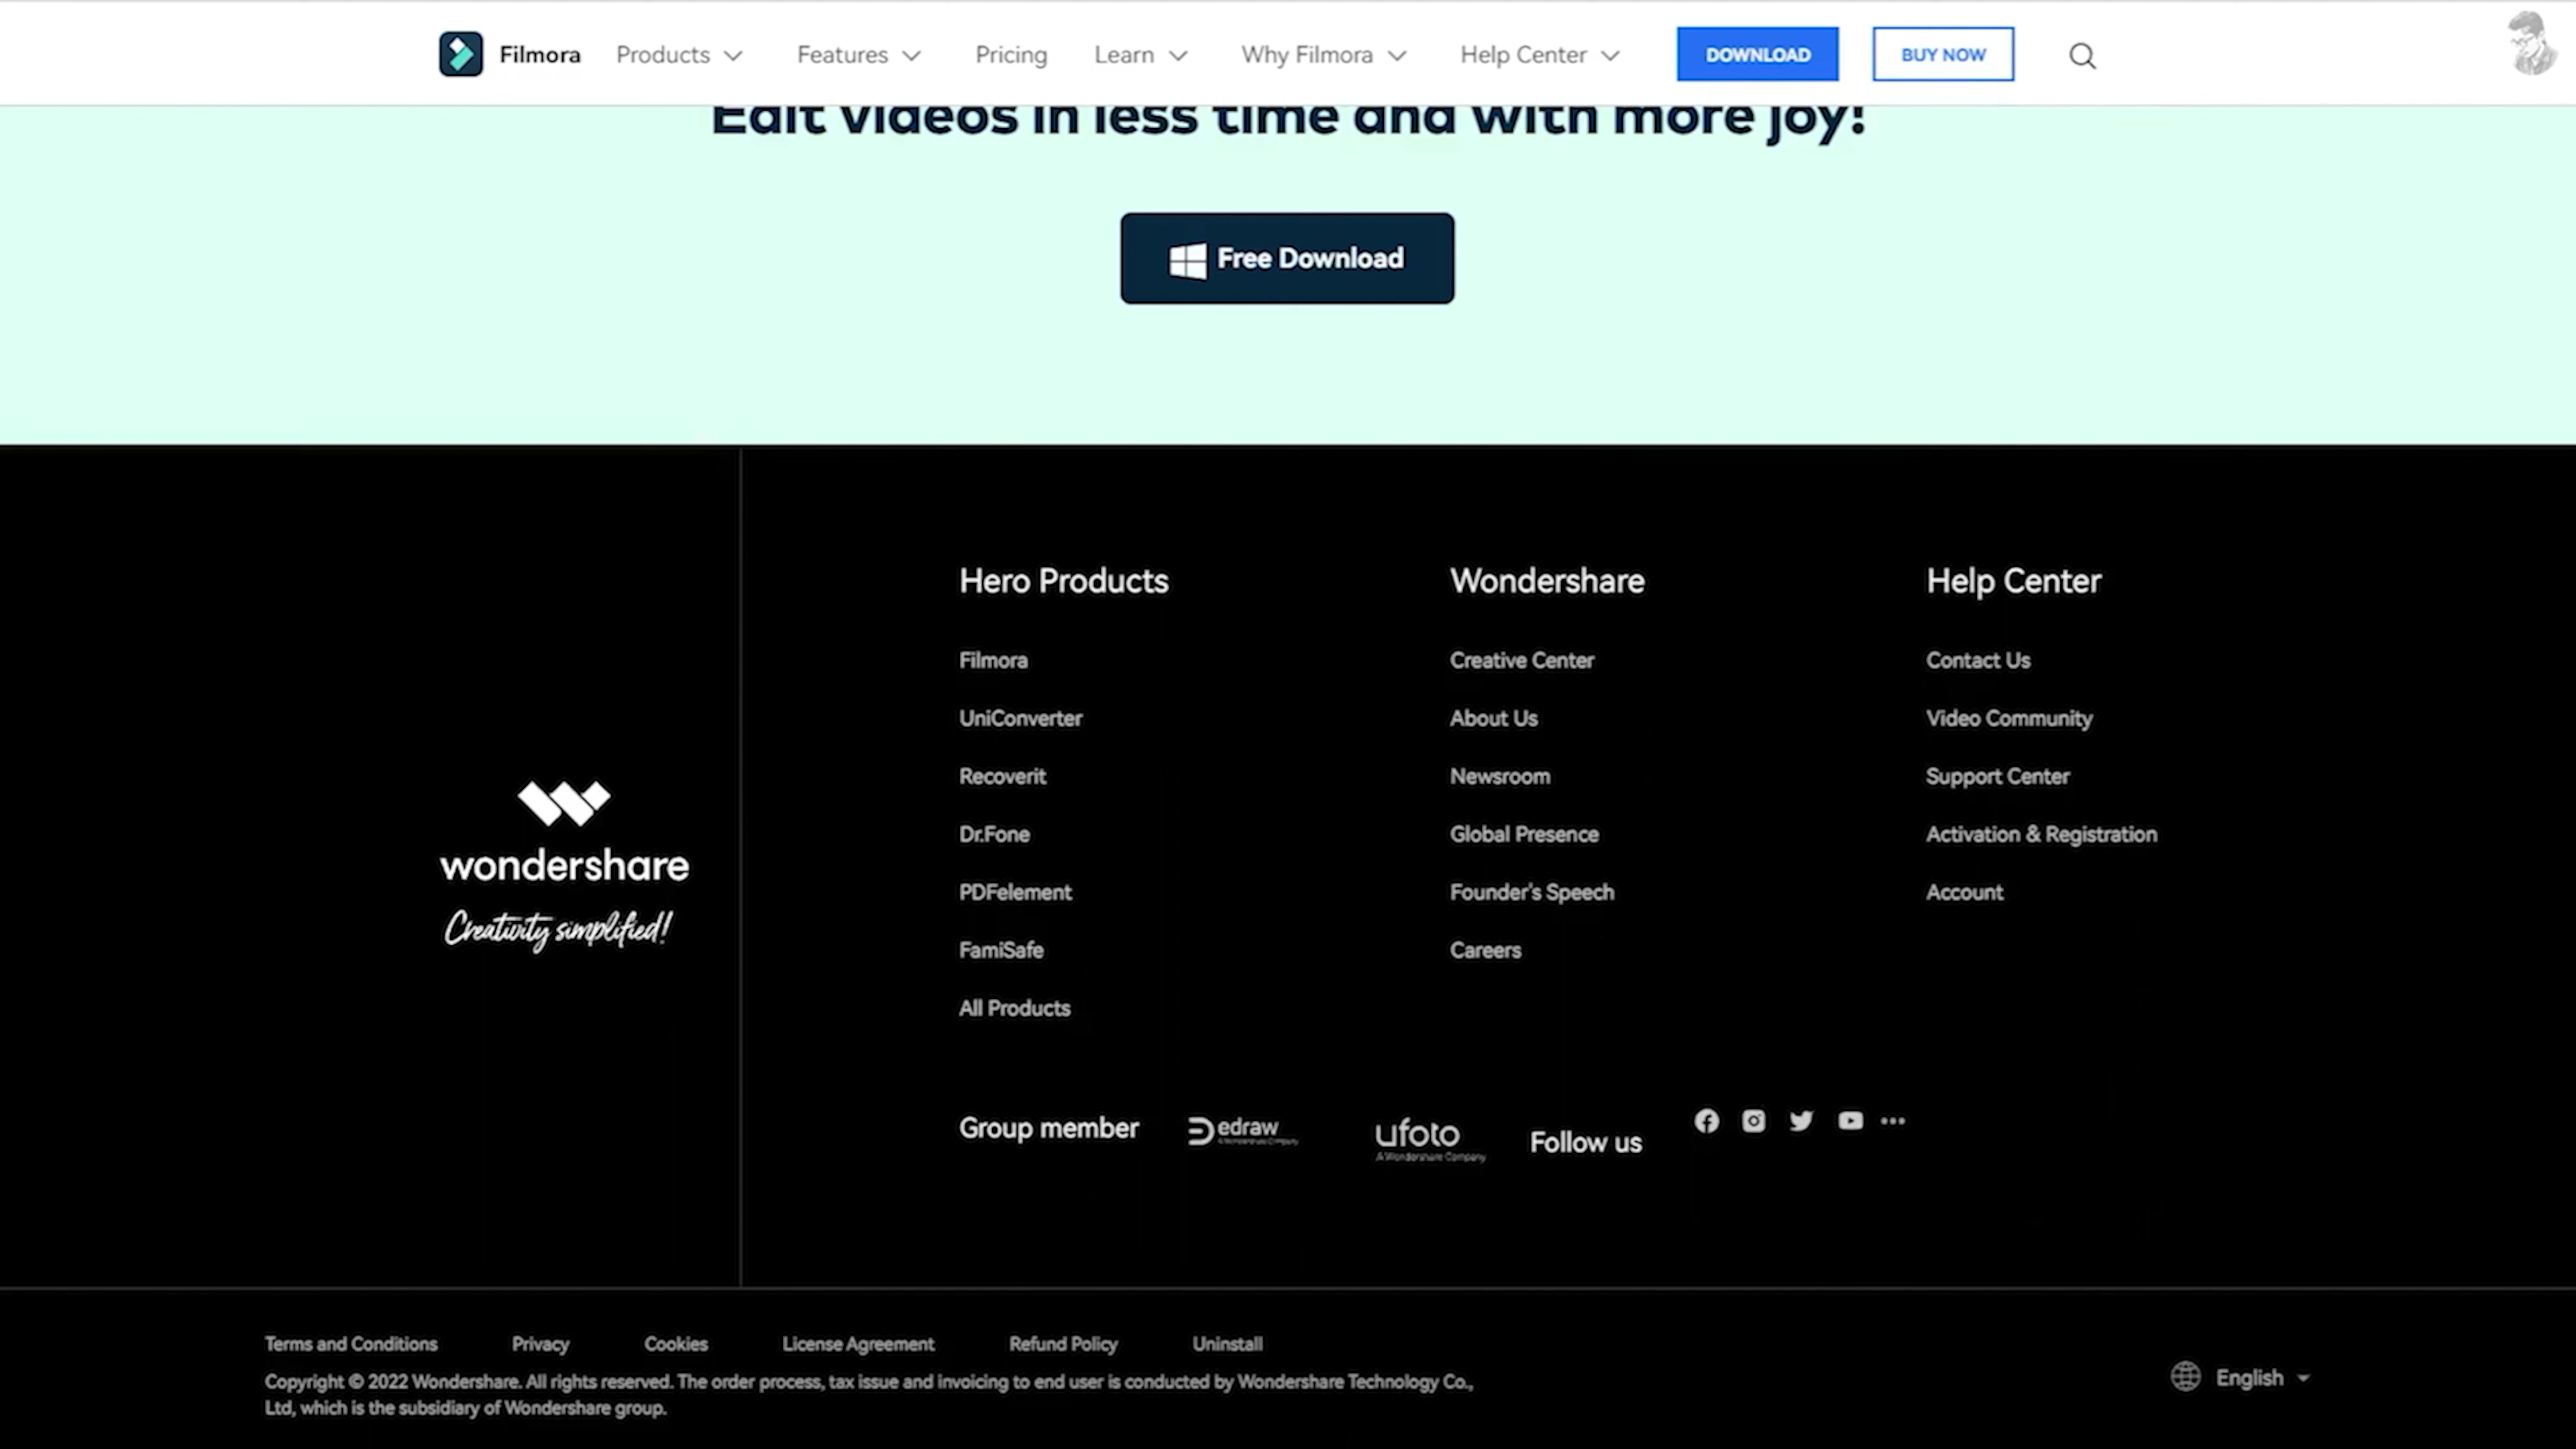 Filmora Products Features Pricing Learn Why Filmora Help Center DOWNLOAD BUY NOW
Edit videos in less time and with more joy!
Free Download
wondershare
Creativity simplified!
Hero Products
Filmora
UniConverter
Recoverit
Dr.Fone
PDFelement
FamiSafe
All Products
Wondershare
Creative Center
About Us
Newsroom
Global Presence
Founder's Speech
Careers
Help Center
Contact Us
Video Community
Support Center
Activation & Registration
Account
Group member
edraw
A Wondershare Company
ufoto
A Wondershare Company
Follow us
Terms and Conditions Privacy Cookies License Agreement Refund Policy Uninstall
Copyright © 2022 Wondershare. All rights reserved. The order process, tax issue and invoicing to end user is conducted by Wondershare Technology Co.,
Ltd, which is the subsidiary of Wondershare group.
English